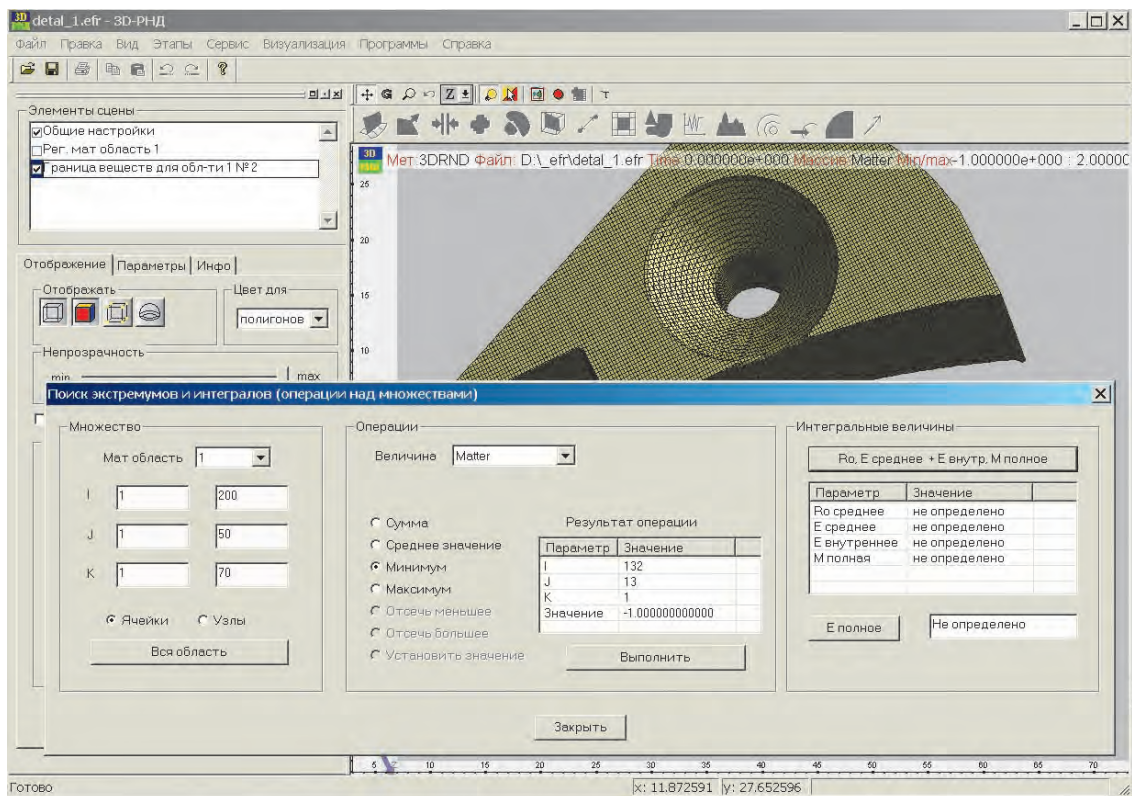 detal_1.efr - 3D-РНД
Файл Правка Вид Этапы Сервис Визуализация Программы Справка
Элементы сцены
Общие настройки
Рег. мат область 1
Граница веществ для обл-ти 1 № 2
Z
T
3D
Мет: 3DRND Файл: D:\_efr\detal_1.efr Time 0.000000e+000 Массив Matter Min/max-1.000000e+000 : 2.00000
25
20
15
10
Отображение Параметры Инфо
Отображать
Цвет для
полигонов
Непрозрачность
min max
Поиск экстремумов и интегралов (операции над множествами)
Множество
Мат область 1
I 1 200
J 1 50
K 1 70
Ячейки Узлы
Вся область
Операции
Величина Matter
Сумма
Среднее значение
Минимум
Максимум
Отсечь меньшее
Отсечь большее
Установить значение
Результат операции
Параметр Значение
I 132
J 13
K 1
Значение -1.000000000000
Выполнить
Интегральные величины
Ro, E среднее + E внутр, М полное
Параметр Значение
Ro среднее не определено
E среднее не определено
E внутреннее не определено
М полная не определено
E полное Не определено
Закрыть
5 10 15 20 25 30 35 40 45 50 55 60 65 70
Готово
x: 11.872591 y: 27.652596